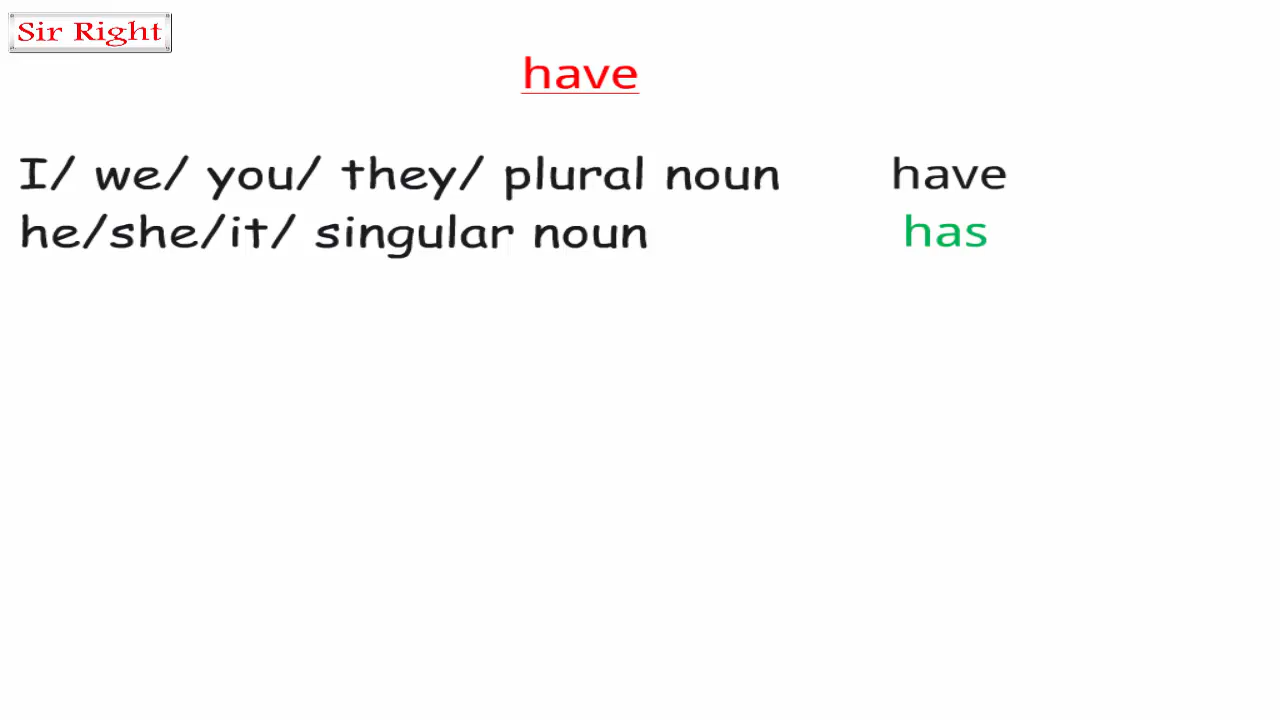 Sir Right
have
I/ we/ you/ they/ plural noun have
he/she/it/ singular noun has